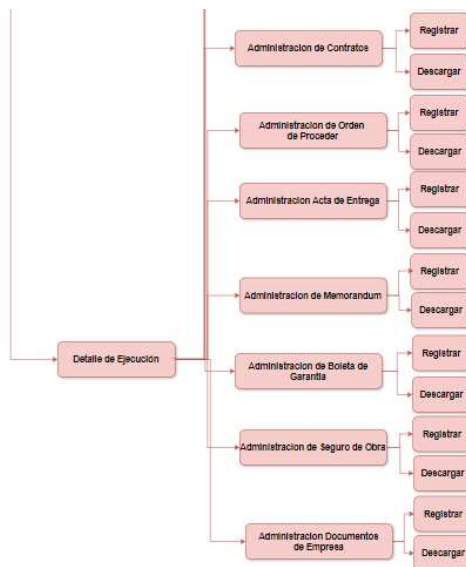 Administracion de Contratos
Registrar
Descargar
Administracion de Orden
de Proceder
Registrar
Descargar
Administracion Acta de Entrega
Registrar
Descargar
Administracion de Memorandum
Registrar
Descargar
Detalle de Ejecución
Administracion de Boleta de
Garantia
Registrar
Descargar
Administracion de Seguro de Obra
Registrar
Descargar
Administracion Documentos
de Empresa
Registrar
Descargar